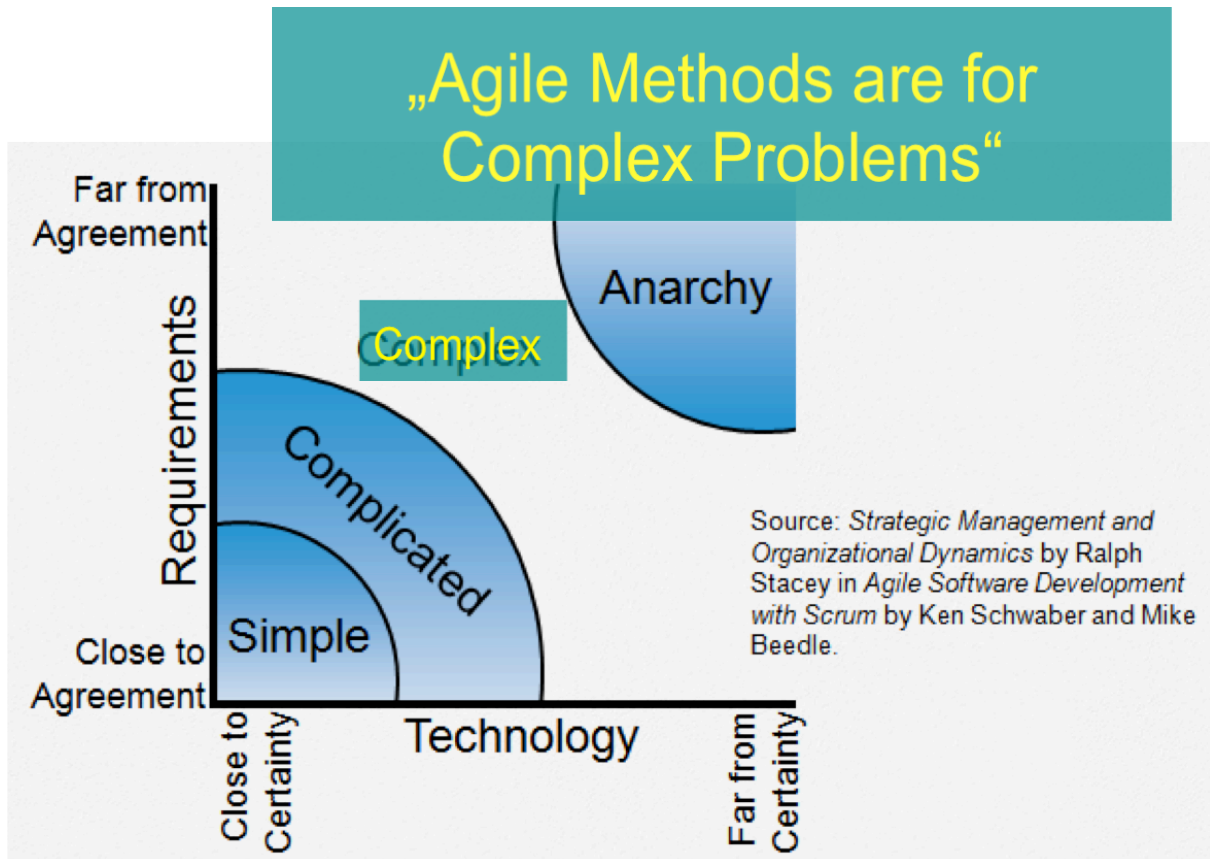 „Agile Methods are for
Complex Problems“
Far from
Agreement
Anarchy
Complex
Complex
Requirements
Complicated
Simple
Close to
Agreement
Source: Strategic Management and
Organizational Dynamics by Ralph
Stacey in Agile Software Development
with Scrum by Ken Schwaber and Mike
Beedle.
Technology
Close to
Certainty
Far from
Certainty